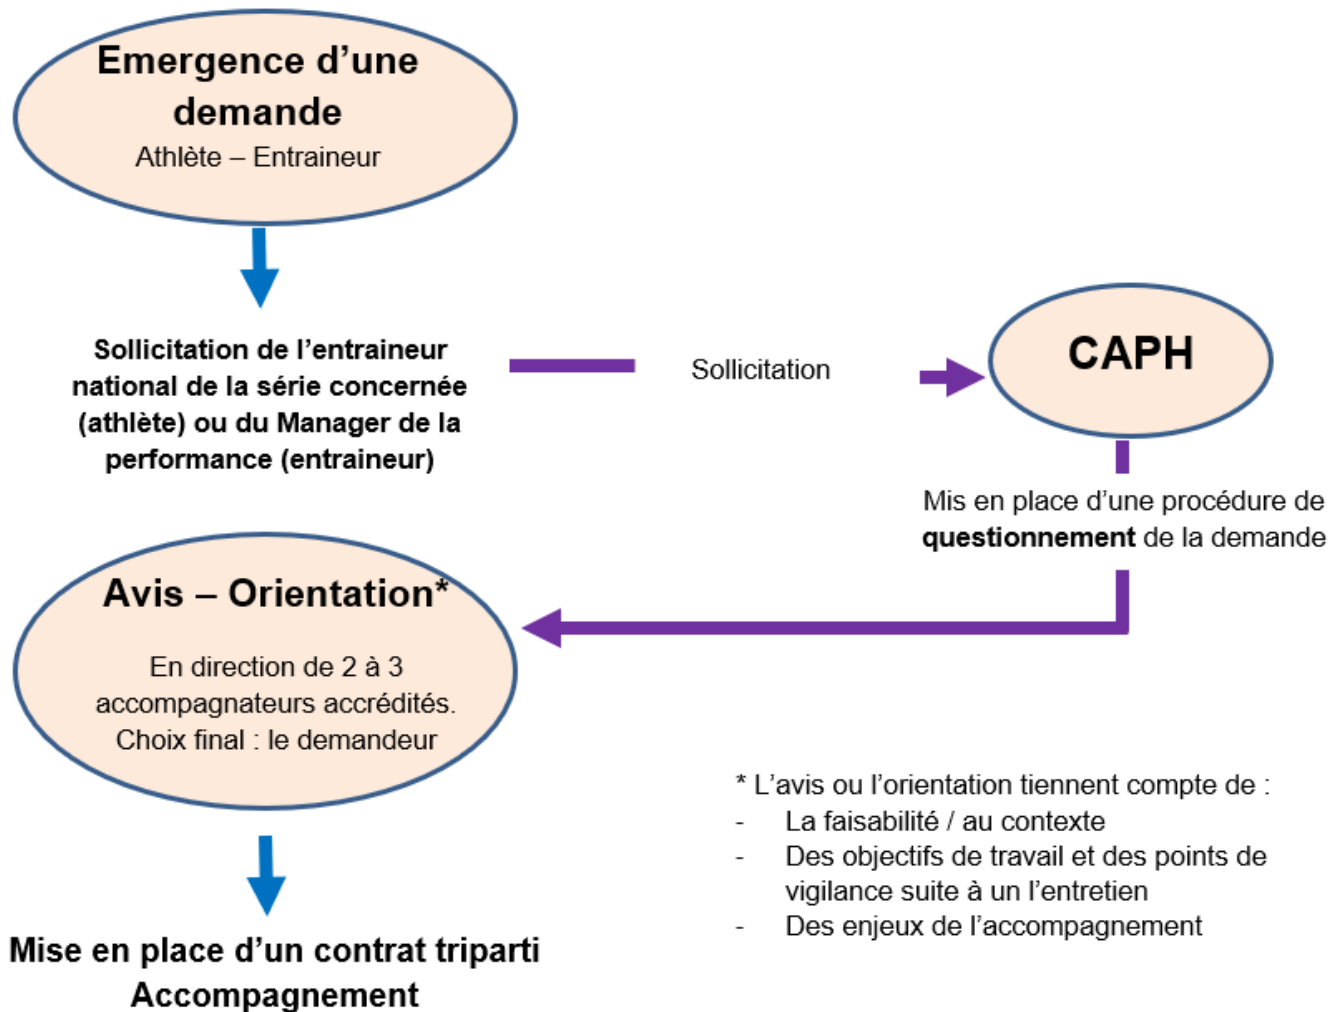 Emergence d’une
demande
Athlète – Entraineur
Sollicitation de l’entraineur
national de la série concernée
(athlète) ou du Manager de la
performance (entraineur)
Sollicitation
CAPH
Mis en place d’une procédure de
questionnement de la demande
Avis – Orientation*
En direction de 2 à 3
accompagnateurs accrédités.
Choix final : le demandeur
* L’avis ou l’orientation tiennent compte de :
- La faisabilité / au contexte
- Des objectifs de travail et des points de
vigilance suite à un l’entretien
- Des enjeux de l’accompagnement
Mise en place d’un contrat triparti
Accompagnement